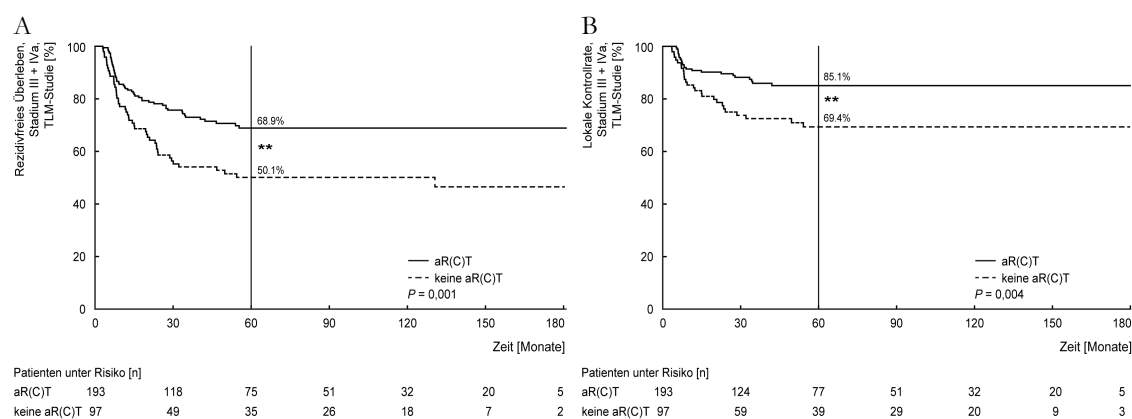 A
Rezidivfreies Überleben,
Stadium III + IVa,
TLM-Studie [%]
100
80
60
40
20
0
68.9%
**
50.1%
aR(C)T
keine aR(C)T
P = 0,001
0 30 60 90 120 150 180
Zeit [Monate]
Patienten unter Risiko [n]
aR(C)T 193 118 75 51 32 20 5
keine aR(C)T 97 49 35 26 18 7 2
B
Lokale Kontrollrate,
Stadium III + IVa,
TLM-Studie [%]
100
80
60
40
20
0
85.1%
**
69.4%
aR(C)T
keine aR(C)T
P = 0,004
0 30 60 90 120 150 180
Zeit [Monate]
Patienten unter Risiko [n]
aR(C)T 193 124 77 51 32 20 5
keine aR(C)T 97 59 39 29 20 9 3